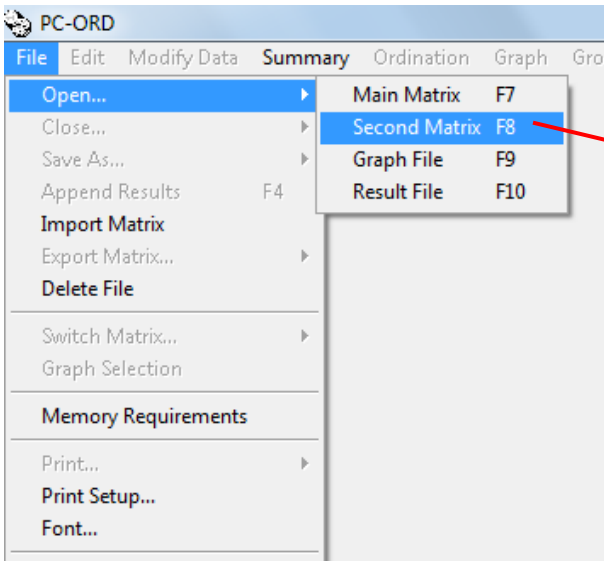 PC-ORD
File Edit Modify Data Summary Ordination Graph Gro
Open...
Main Matrix F7
Close...
Second Matrix F8
Save As...
Graph File F9
Append Results F4
Result File F10
Import Matrix
Export Matrix...
Delete File
Switch Matrix...
Graph Selection
Memory Requirements
Print...
Print Setup...
Font...